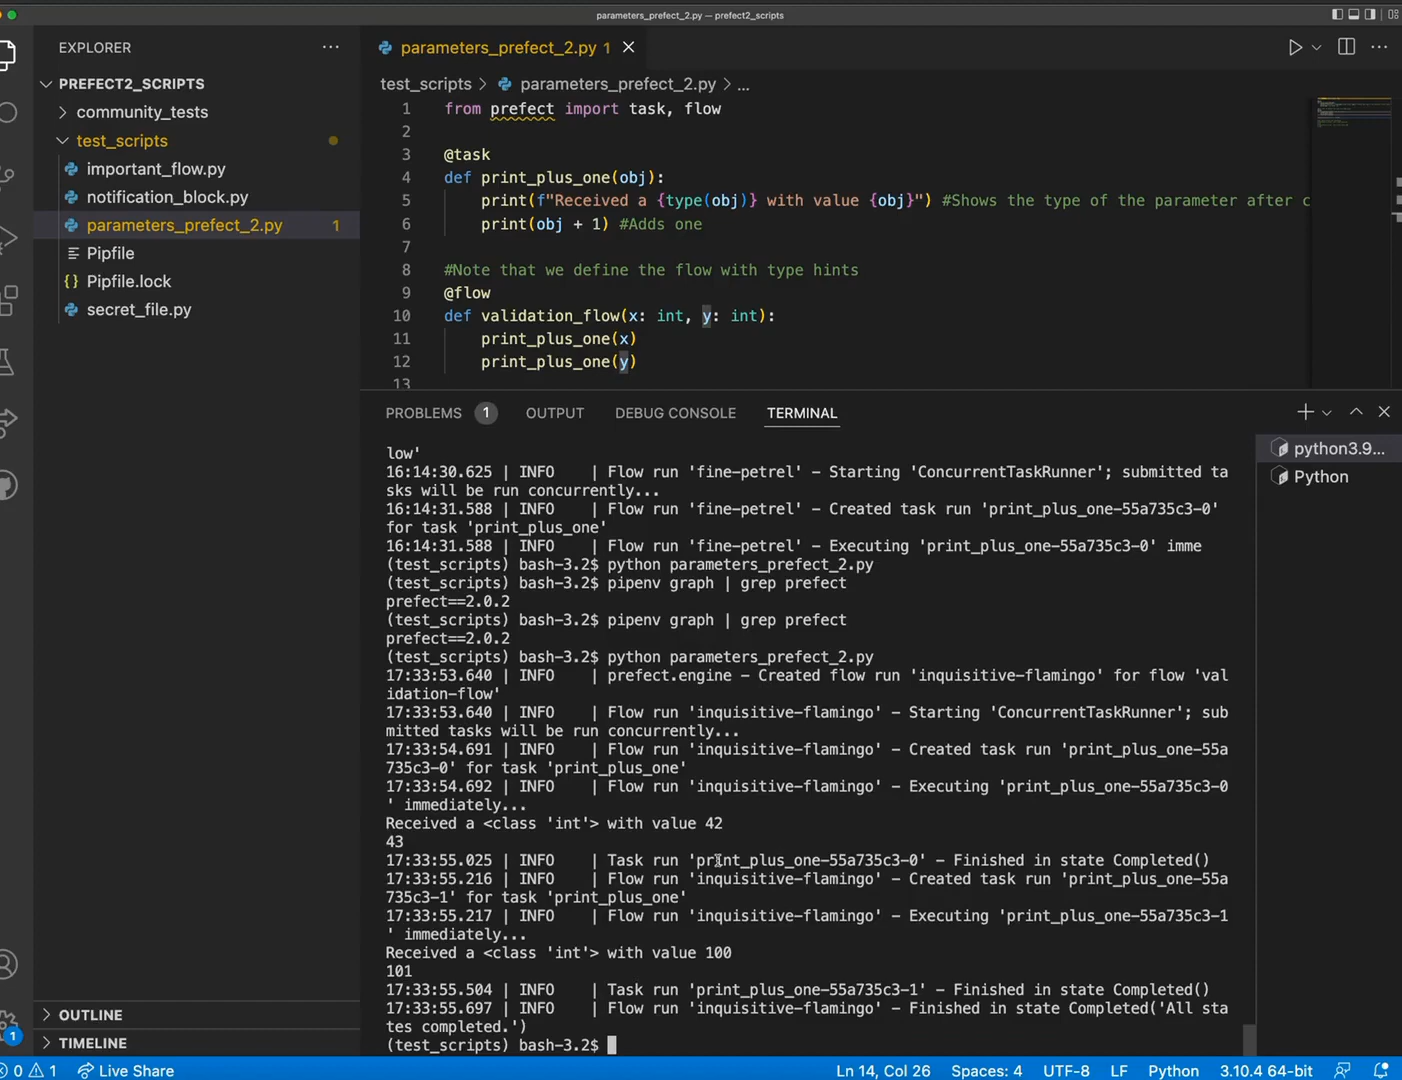 parameters_prefect_2.py — prefect2_scripts
EXPLORER
PREFECT2_SCRIPTS
community_tests
test_scripts
important_flow.py
notification_block.py
parameters_prefect_2.py 1
Pipfile
Pipfile.lock
secret_file.py
OUTLINE
TIMELINE
parameters_prefect_2.py 1
test_scripts > parameters_prefect_2.py > ...
1 from prefect import task, flow
2
3 @task
4 def print_plus_one(obj):
5 print(f"Received a {type(obj)} with value {obj}") #Shows the type of the parameter after c
6 print(obj + 1) #Adds one
7
8 #Note that we define the flow with type hints
9 @flow
10 def validation_flow(x: int, y: int):
11 print_plus_one(x)
12 print_plus_one(y)
13
PROBLEMS 1 OUTPUT DEBUG CONSOLE TERMINAL
low'
16:14:30.625 | INFO | Flow run 'fine-petrel' - Starting 'ConcurrentTaskRunner'; submitted ta
sks will be run concurrently...
16:14:31.588 | INFO | Flow run 'fine-petrel' - Created task run 'print_plus_one-55a735c3-0'
for task 'print_plus_one'
16:14:31.588 | INFO | Flow run 'fine-petrel' - Executing 'print_plus_one-55a735c3-0' imme
(test_scripts) bash-3.2$ python parameters_prefect_2.py
(test_scripts) bash-3.2$ pipenv graph | grep prefect
prefect==2.0.2
(test_scripts) bash-3.2$ pipenv graph | grep prefect
prefect==2.0.2
(test_scripts) bash-3.2$ python parameters_prefect_2.py
17:33:53.640 | INFO | prefect.engine - Created flow run 'inquisitive-flamingo' for flow 'val
idation-flow'
17:33:53.640 | INFO | Flow run 'inquisitive-flamingo' - Starting 'ConcurrentTaskRunner'; sub
mitted tasks will be run concurrently...
17:33:54.691 | INFO | Flow run 'inquisitive-flamingo' - Created task run 'print_plus_one-55a
735c3-0' for task 'print_plus_one'
17:33:54.692 | INFO | Flow run 'inquisitive-flamingo' - Executing 'print_plus_one-55a735c3-0
' immediately...
Received a <class 'int'> with value 42
43
17:33:55.025 | INFO | Task run 'print_plus_one-55a735c3-0' - Finished in state Completed()
17:33:55.216 | INFO | Flow run 'inquisitive-flamingo' - Created task run 'print_plus_one-55a
735c3-1' for task 'print_plus_one'
17:33:55.217 | INFO | Flow run 'inquisitive-flamingo' - Executing 'print_plus_one-55a735c3-1
' immediately...
Received a <class 'int'> with value 100
101
17:33:55.504 | INFO | Task run 'print_plus_one-55a735c3-1' - Finished in state Completed()
17:33:55.697 | INFO | Flow run 'inquisitive-flamingo' - Finished in state Completed('All sta
tes completed.')
(test_scripts) bash-3.2$
python3.9...
Python
1
0 1 Live Share Ln 14, Col 26 Spaces: 4 UTF-8 LF Python 3.10.4 64-bit